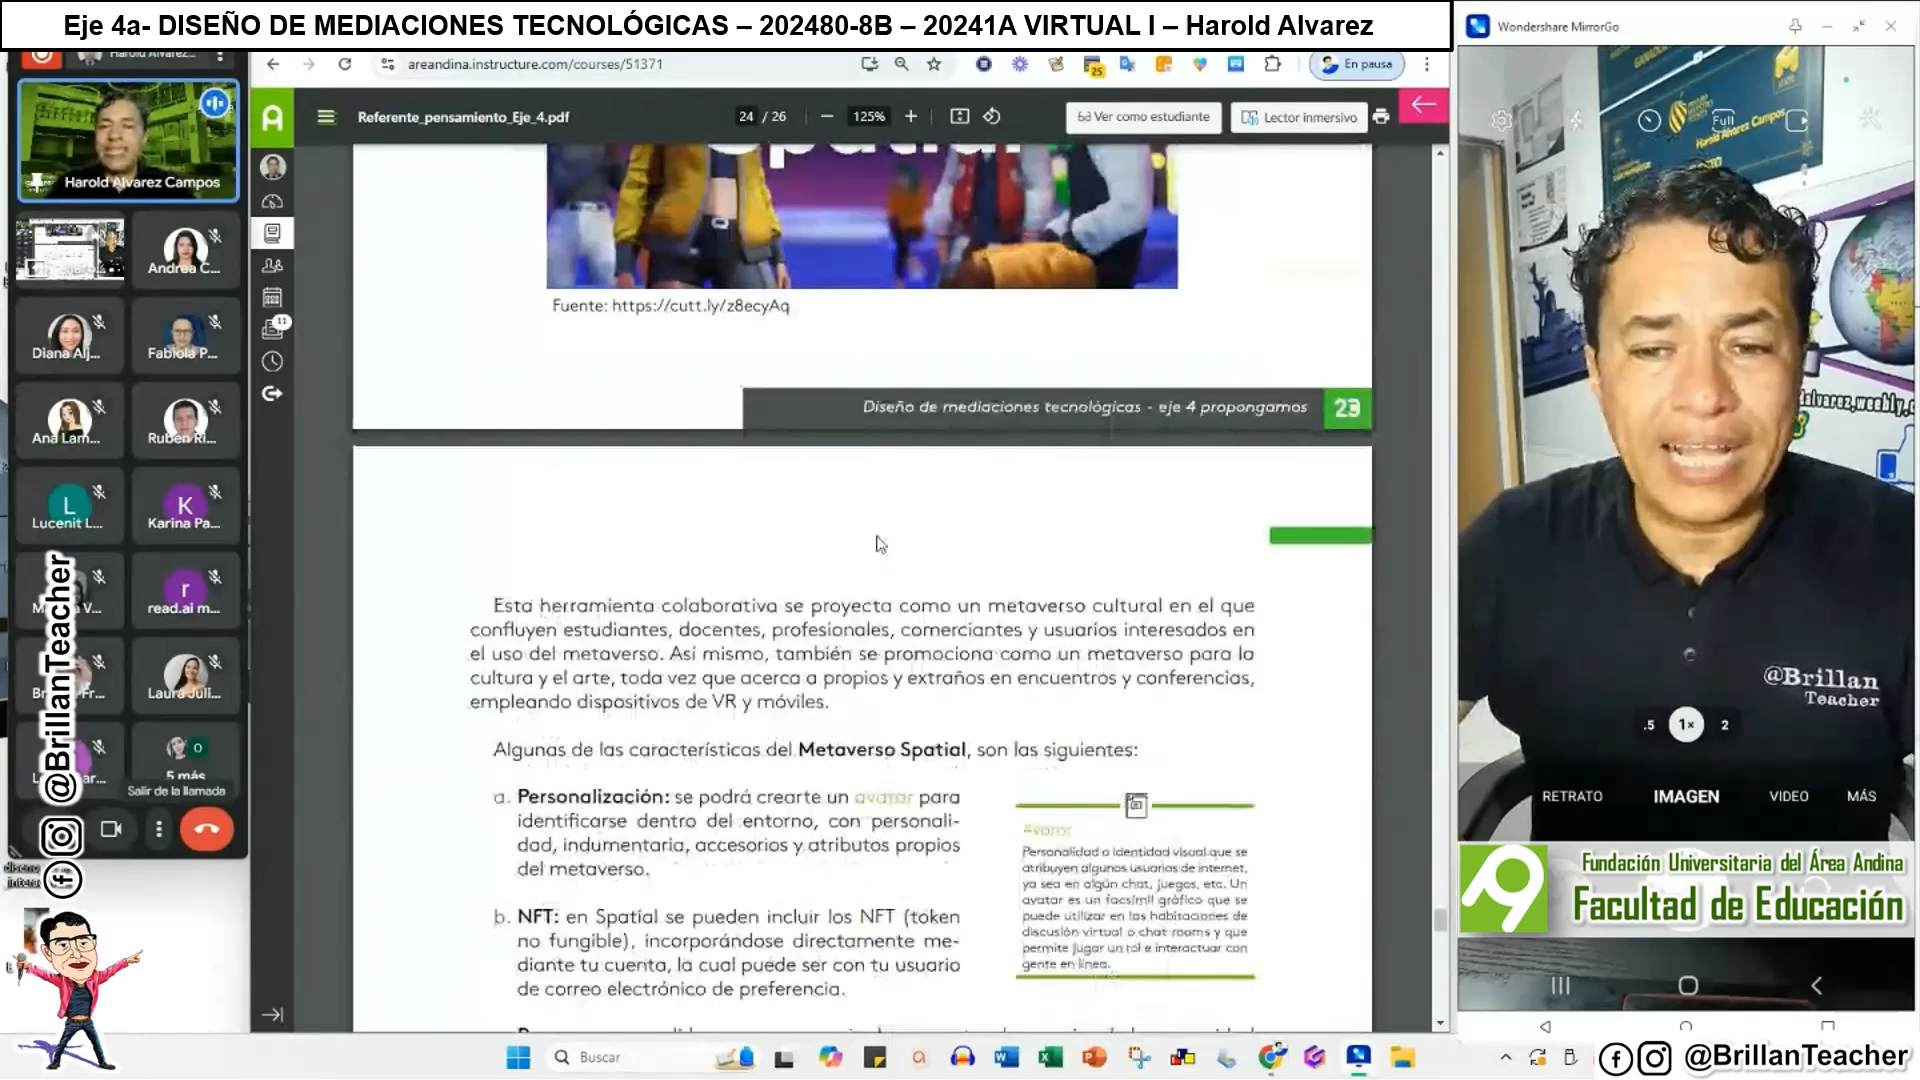 Eje 4a- DISEÑO DE MEDIACIONES TECNOLÓGICAS – 202480-8B – 20241A VIRTUAL I – Harold Alvarez
Wondershare MirrorGo
Harold Alvarez...
areandina.instructure.com/courses/51371
25
En pausa
Referente_pensamiento_Eje_4.pdf
24 / 26
125%
Ver como estudiante
Lector inmersivo
Full
Harold Alvarez Campos
Harold Alvarez Campos
Spatial
Fuente: https://cutt.ly/z8ecyAq
Diseño de mediaciones tecnológicas - eje 4 propongamos
23
Andrea C...
Diana Alj...
Fabiola P...
Ana Lam...
Ruben Ri...
L
Lucenit L...
K
Karina Pa...
r
read.ai m...
Laura Juli...
O
5 más
Salir de la llamada
11
@BrillanTeacher
Esta herramienta colaborativa se proyecta como un metaverso cultural en el que
confluyen estudiantes, docentes, profesionales, comerciantes y usuarios interesados en
el uso del metaverso. Así mismo, también se promociona como un metaverso para la
cultura y el arte, toda vez que acerca a propios y extraños en encuentros y conferencias,
empleando dispositivos de VR y móviles.
Algunas de las características del Metaverso Spatial, son las siguientes:
a. Personalización: se podrá crearte un avatar para
identificarse dentro del entorno, con personali-
dad, indumentaria, accesorios y atributos propios
del metaverso.
b. NFT: en Spatial se pueden incluir los NFT (token
no fungible), incorporándose directamente me-
diante tu cuenta, la cual puede ser con tu usuario
de correo electrónico de preferencia.
Avatar
Personalidad o identidad visual que se
atribuyen algunos usuarios de internet,
ya sea en algún chat, juegos, etc. Un
avatar es un facsímil gráfico que se
puede utilizar en las habitaciones de
discusión virtual o chat rooms y que
permite jugar un rol e interactuar con
gente en línea.
@Brillan
Teacher
.5
1×
2
RETRATO
IMAGEN
VIDEO
MÁS
Fundación Universitaria del Área Andina
Facultad de Educación
Buscar
@BrillanTeacher